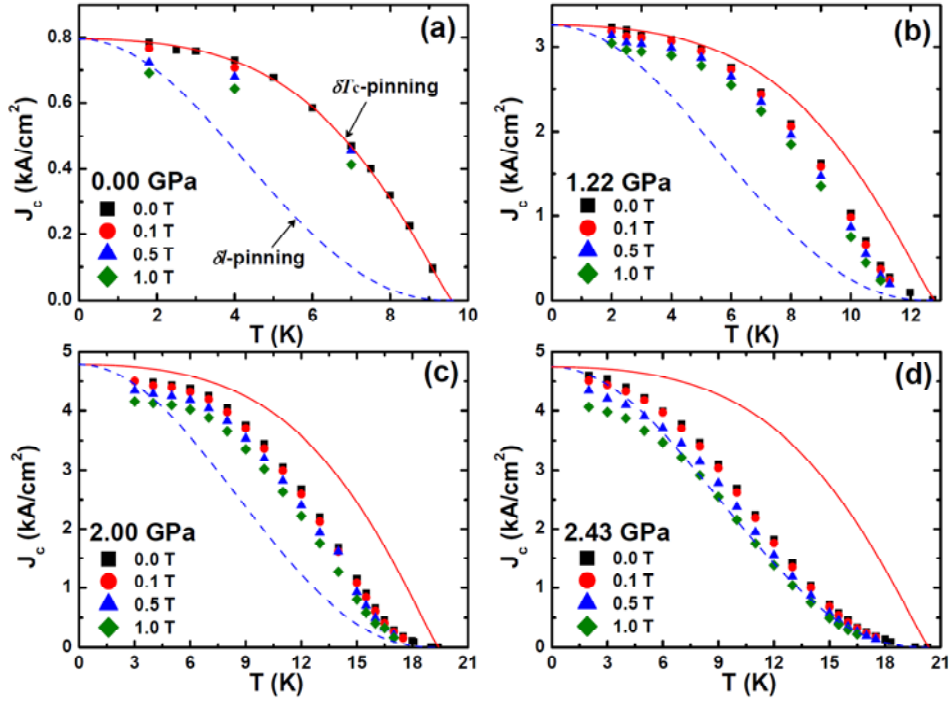 (a)
0.8
0.6
0.4
0.2
0.0
J c (kA/cm²)
δTc-pinning
δl-pinning
0.00 GPa
0.0 T
0.1 T
0.5 T
1.0 T
0 2 4 6 8 10
T (K)
(b)
3
2
1
0
J c (kA/cm²)
1.22 GPa
0.0 T
0.1 T
0.5 T
1.0 T
0 2 4 6 8 10 12
T (K)
(c)
5
4
3
2
1
0
J c (kA/cm²)
2.00 GPa
0.0 T
0.1 T
0.5 T
1.0 T
0 3 6 9 12 15 18 21
T (K)
(d)
5
4
3
2
1
0
J c (kA/cm²)
2.43 GPa
0.0 T
0.1 T
0.5 T
1.0 T
0 3 6 9 12 15 18 21
T (K)